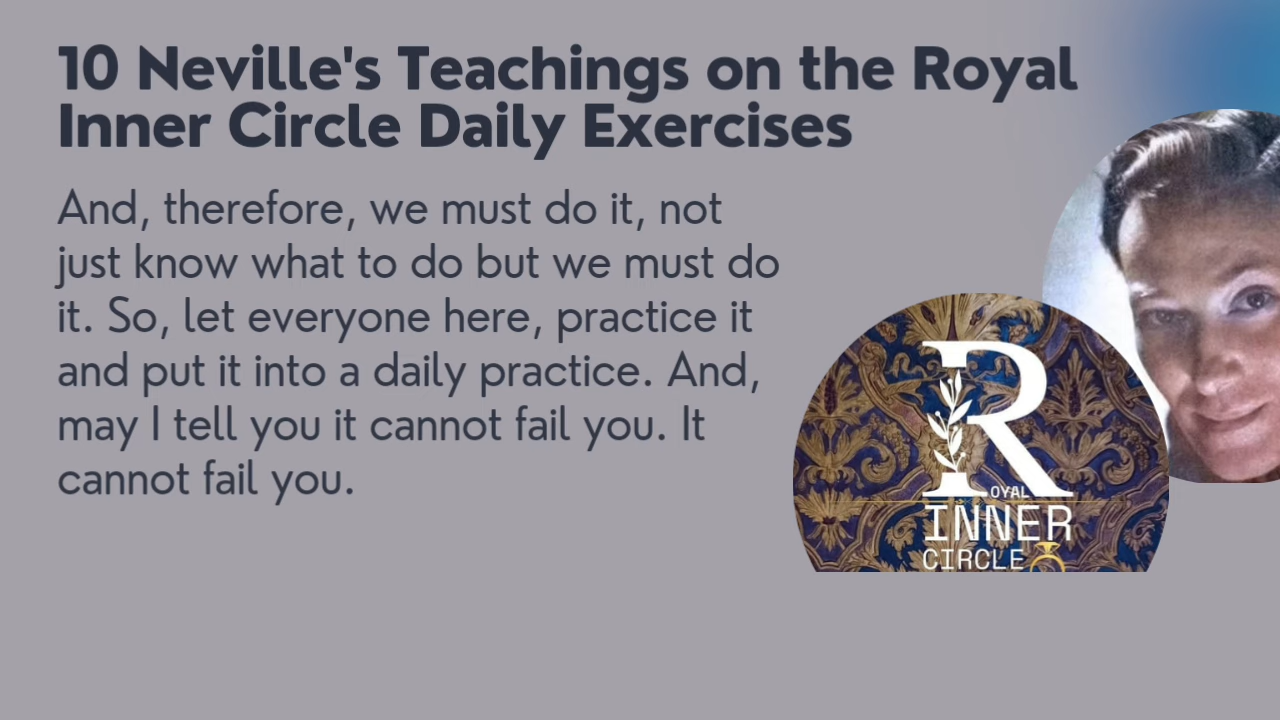 10 Neville's Teachings on the Royal
Inner Circle Daily Exercises
And, therefore, we must do it, not
just know what to do but we must do
it. So, let everyone here, practice it
and put it into a daily practice. And,
may I tell you it cannot fail you. It
cannot fail you.
ROYAL
INNER
CIRCLE